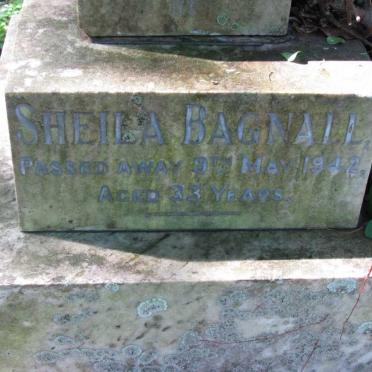 SHEILA BAGNALL
PASSED AWAY 9TH MAY, 1942,
AGED 33 YEARS.